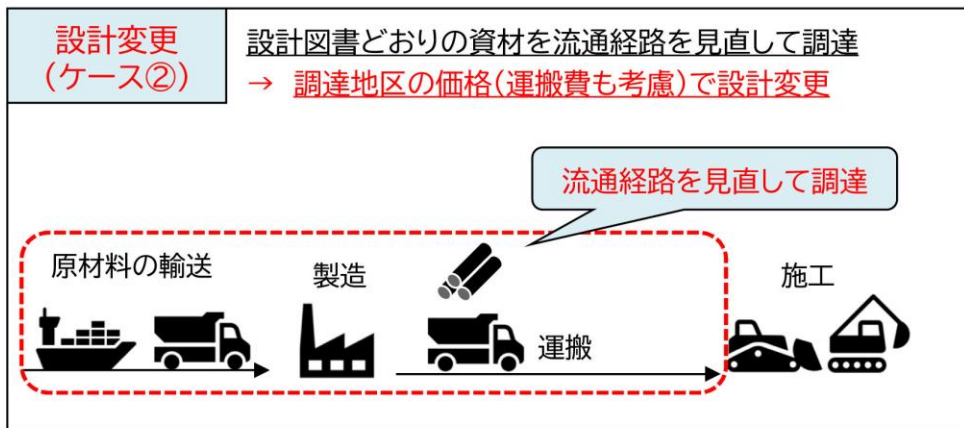 設計変更
(ケース②)
設計図書どおりの資材を流通経路を見直して調達
→ 調達地区の価格(運搬費も考慮)で設計変更
流通経路を見直して調達
原材料の輸送
製造
運搬
施工